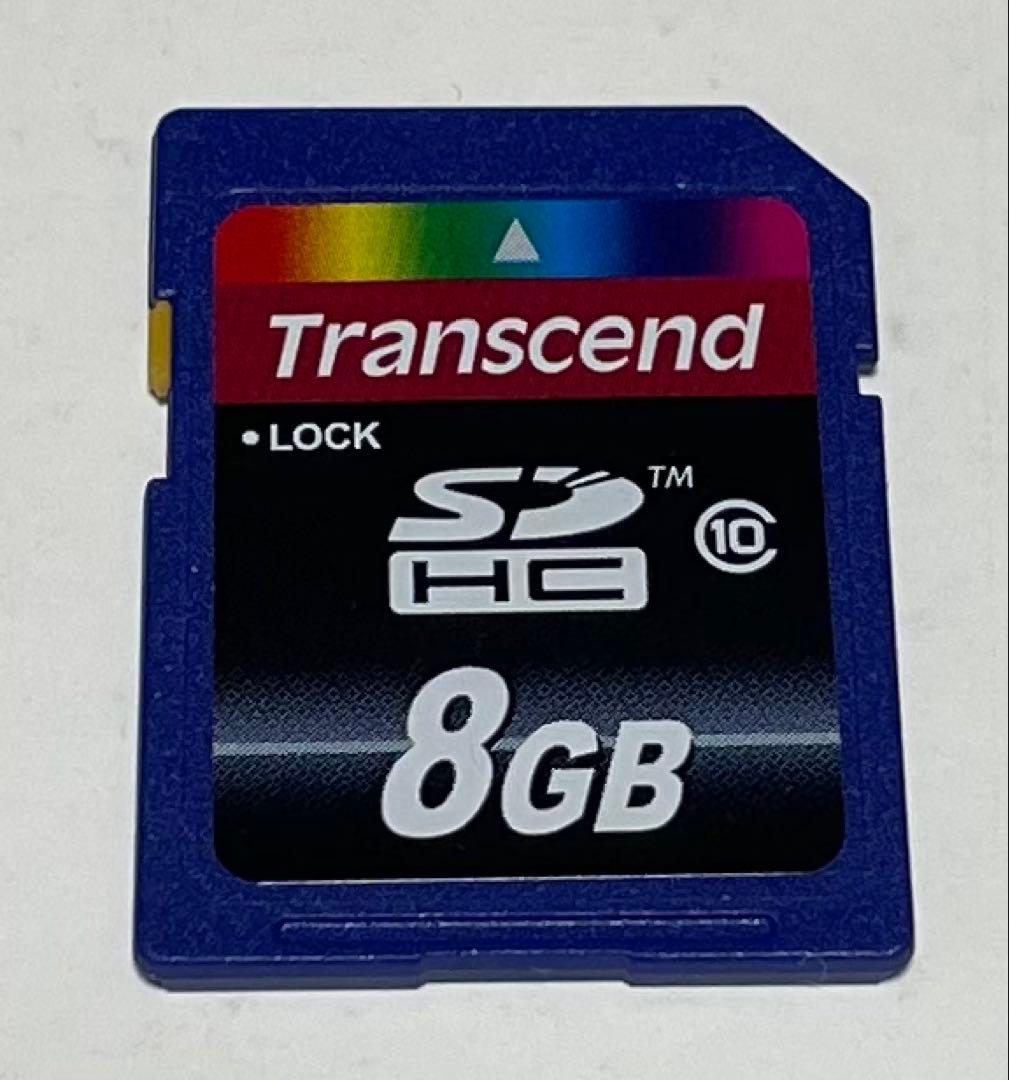 Transcend
• LOCK
SD™
HC
10
8GB